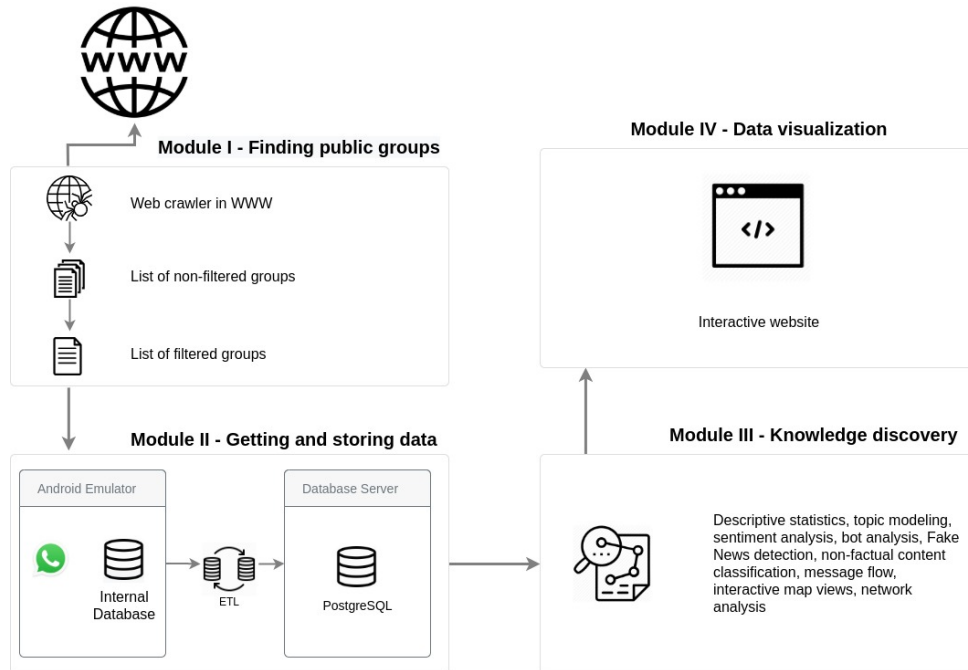 WWW
Module I - Finding public groups
Web crawler in WWW
List of non-filtered groups
List of filtered groups
Module II - Getting and storing data
Android Emulator
Internal
Database
ETL
Database Server
PostgreSQL
Module III - Knowledge discovery
Descriptive statistics, topic modeling,
sentiment analysis, bot analysis, Fake
News detection, non-factual content
classification, message flow,
interactive map views, network
analysis
Module IV - Data visualization
</>
Interactive website